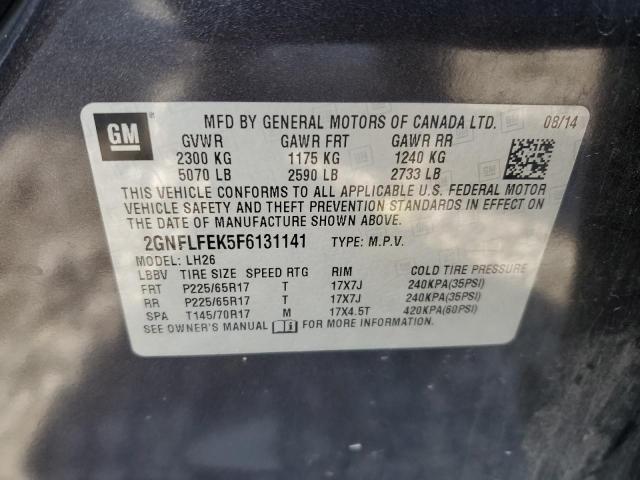 GM
MFD BY GENERAL MOTORS OF CANADA LTD. 08/14
GVWR GAWR FRT GAWR RR
2300 KG 1175 KG 1240 KG
5070 LB 2590 LB 2733 LB
THIS VEHICLE CONFORMS TO ALL APPLICABLE U.S. FEDERAL MOTOR
VEHICLE SAFETY AND THEFT PREVENTION STANDARDS IN EFFECT ON
THE DATE OF MANUFACTURE SHOWN ABOVE.
2GNFLFEK5F6131141 TYPE: M.P.V.
MODEL: LH26
LBBV TIRE SIZE SPEED RTG RIM COLD TIRE PRESSURE
FRT P225/65R17 T 17X7J 240KPA(35PSI)
RR P225/65R17 T 17X7J 240KPA(35PSI)
SPA T145/70R17 M 17X4.5T 420KPA(60PSI)
SEE OWNER'S MANUAL FOR MORE INFORMATION.